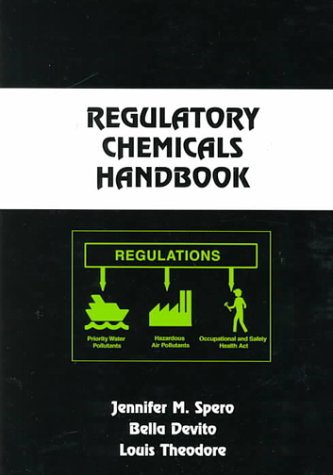 REGULATORY
CHEMICALS
HANDBOOK
REGULATIONS
Priority Water
Pollutants
Hazardous
Air Pollutants
Occupational and Safety
Health Act
Jennifer M. Spero
Bella Devito
Louis Theodore